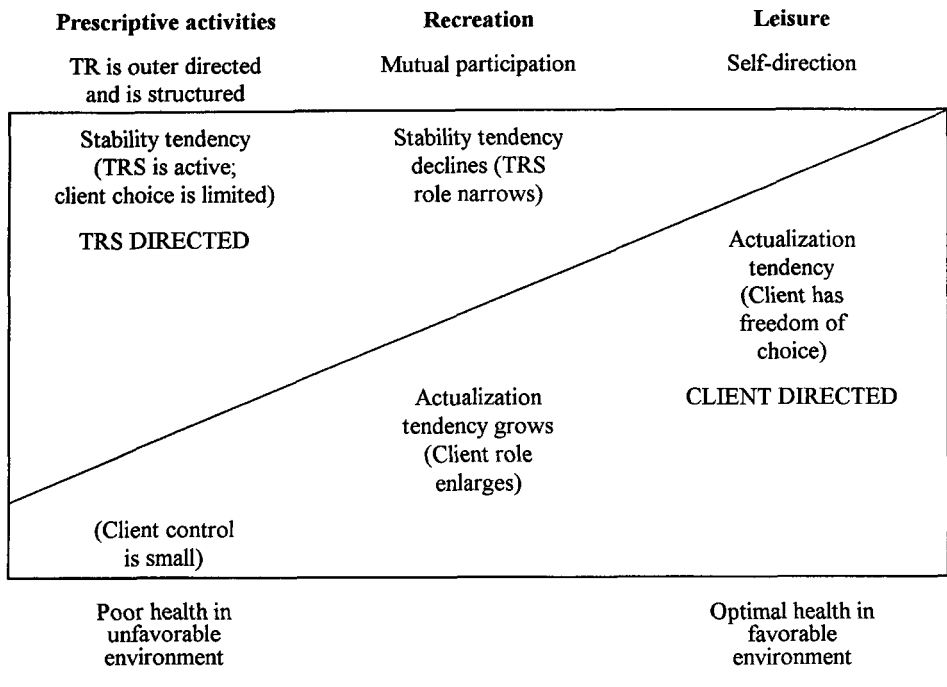 Prescriptive activities
TR is outer directed
and is structured
Recreation
Mutual participation
Leisure
Self-direction
Stability tendency
(TRS is active;
client choice is limited)
TRS DIRECTED
Stability tendency
declines (TRS
role narrows)
Actualization
tendency
(Client has
freedom of
choice)
CLIENT DIRECTED
Actualization
tendency grows
(Client role
enlarges)
(Client control
is small)
Poor health in
unfavorable
environment
Optimal health in
favorable
environment